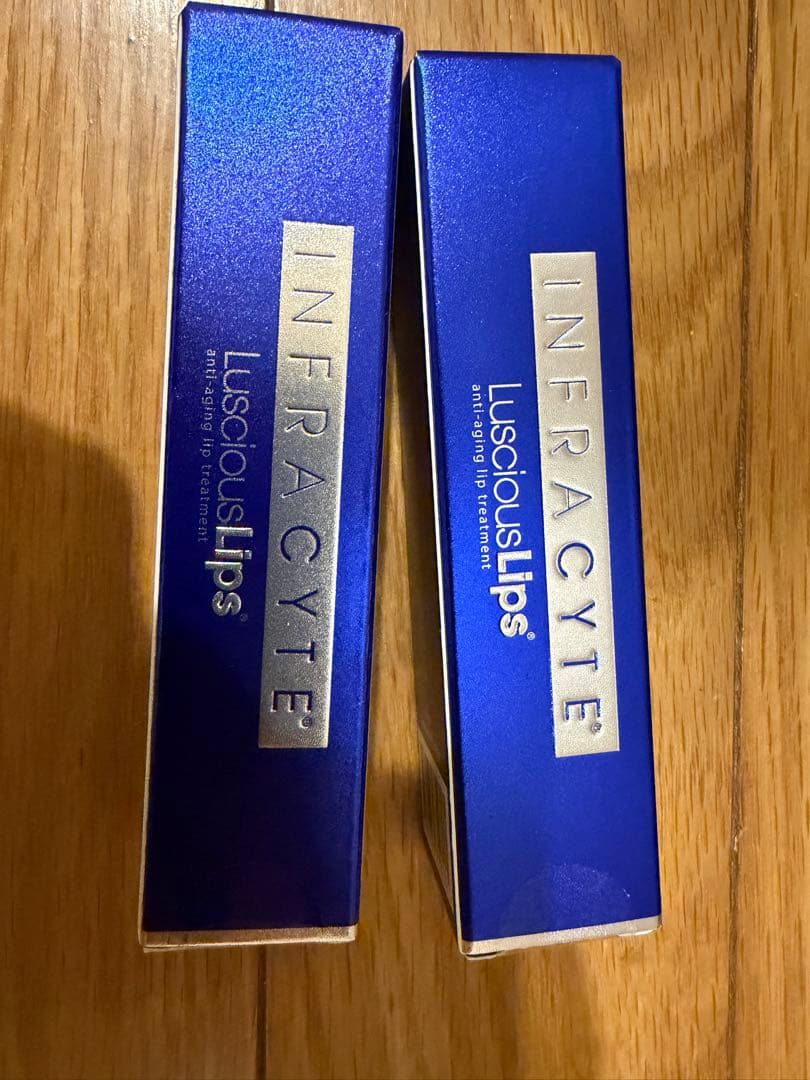 INFRACYTE®
LusciousLips®
anti-aging lip treatment
INFRACYTE®
LusciousLips®
anti-aging lip treatment